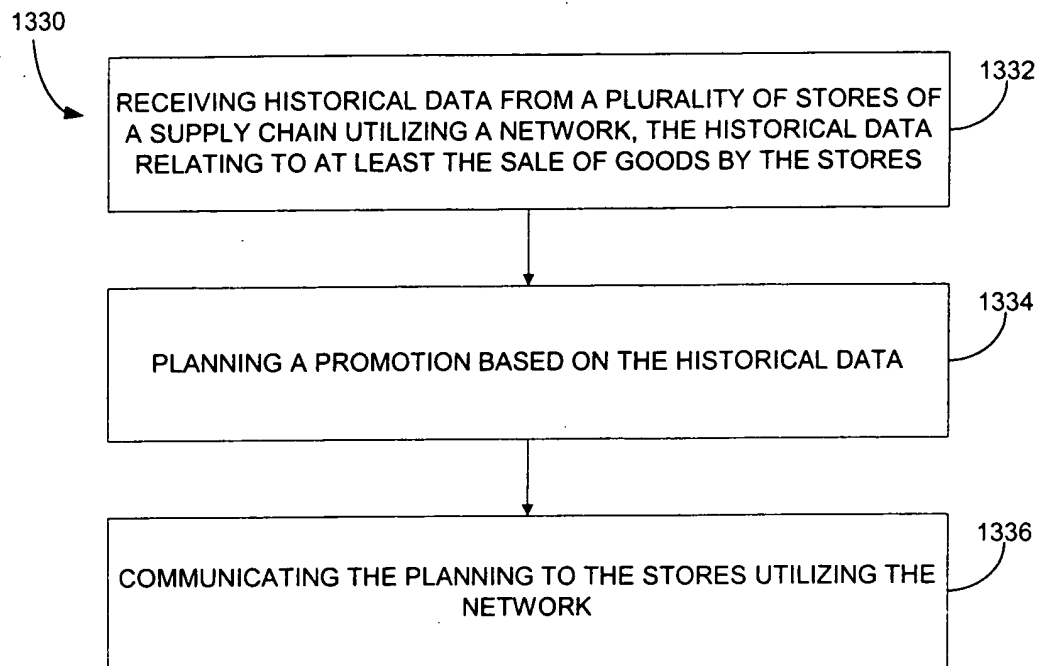 1330
1332
RECEIVING HISTORICAL DATA FROM A PLURALITY OF STORES OF
A SUPPLY CHAIN UTILIZING A NETWORK, THE HISTORICAL DATA
RELATING TO AT LEAST THE SALE OF GOODS BY THE STORES
1334
PLANNING A PROMOTION BASED ON THE HISTORICAL DATA
1336
COMMUNICATING THE PLANNING TO THE STORES UTILIZING THE
NETWORK